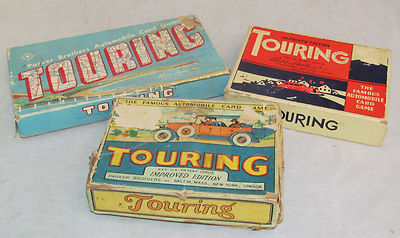 Parker Brothers Automobile Card Game
TOURING
TOURING
IMPROVED EDITION
TOURING
THE FAMOUS
AUTOMOBILE
CARD
GAME
TOURING
THE FAMOUS AUTOMOBILE CARD GAME
TOURING
IMPROVED EDITION
PARKER BROTHERS INC SALEM, MASS. NEW YORK, LONDON
Touring